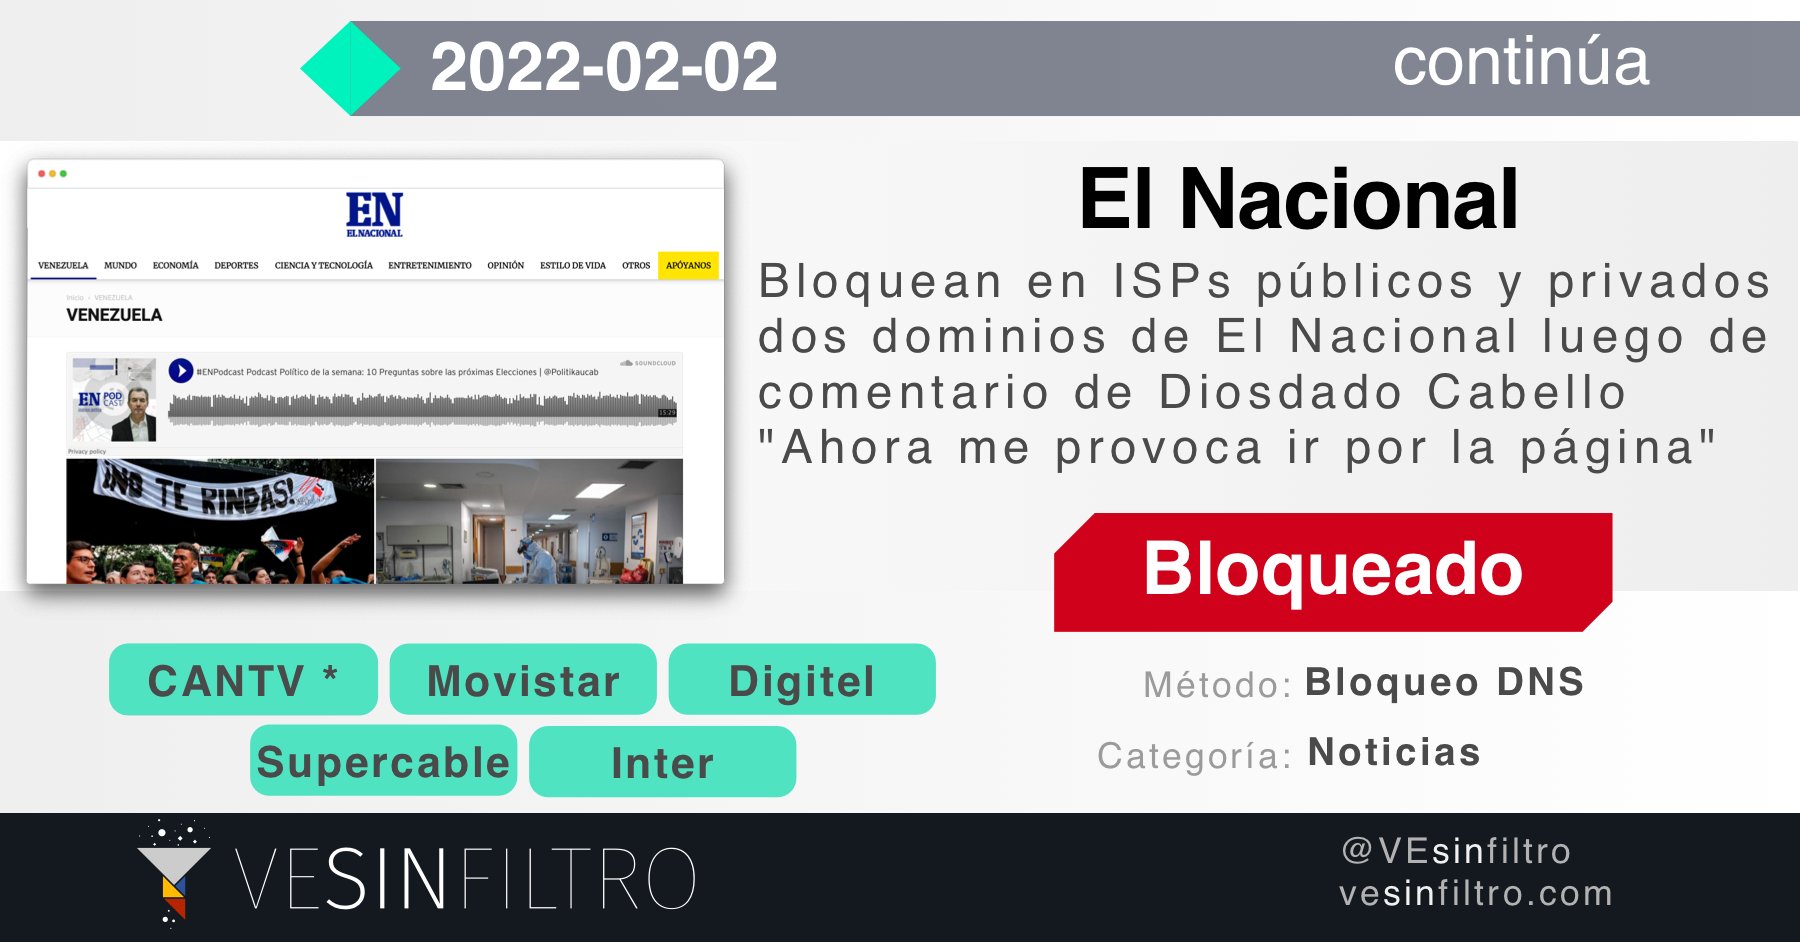 2022-02-02
continúa
EN
ELNACIONAL
VENEZUELA MUNDO ECONOMÍA DEPORTES CIENCIA Y TECNOLOGÍA ENTRETENIMIENTO OPINIÓN ESTILO DE VIDA OTROS APÓYANOS
Inicio › VENEZUELA
VENEZUELA
#ENPodcast Podcast Político de la semana: 10 Preguntas sobre las próximas Elecciones | @Politikaucab
SOUNDCLOUD
EN POD
CAST
15:29
Privacy policy
¡NO TE RINDAS!
El Nacional
Bloquean en ISPs públicos y privados
dos dominios de El Nacional luego de
comentario de Diosdado Cabello
"Ahora me provoca ir por la página"
Bloqueado
CANTV *
Movistar
Digitel
Supercable
Inter
Método: Bloqueo DNS
Categoría: Noticias
VESINFILTRO
@VEsinfiltro
vesinfiltro.com